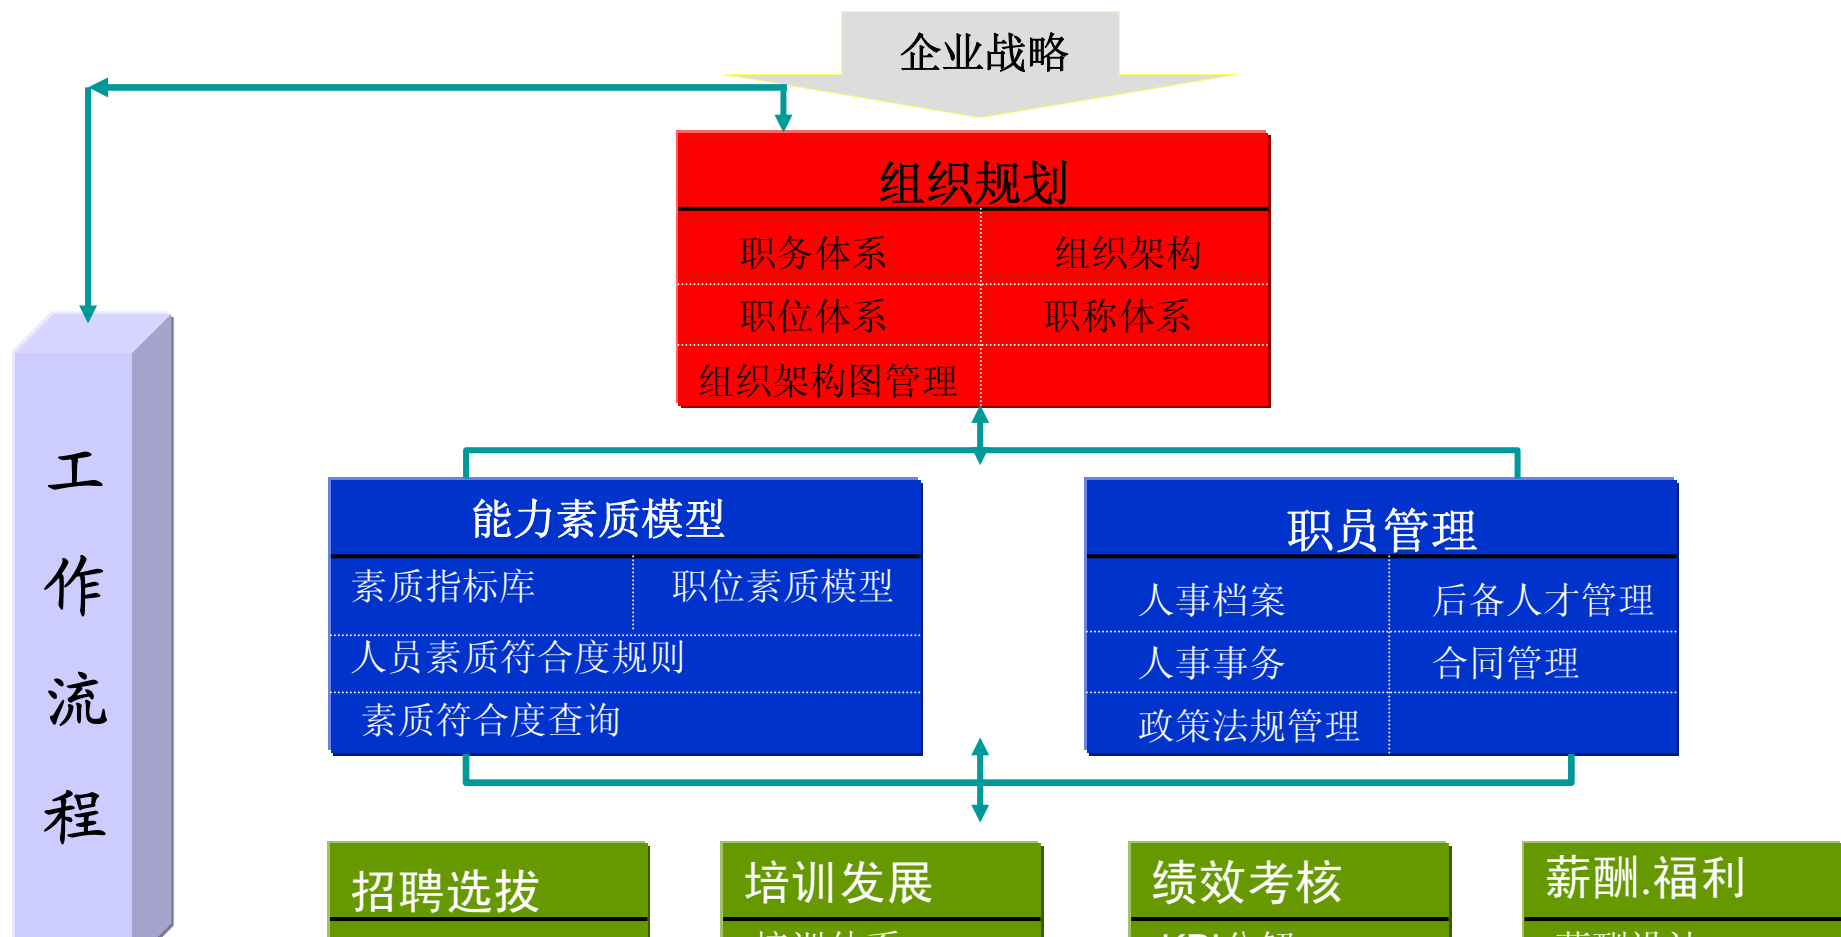 企业战略
组织规划
职务体系 组织架构
职位体系 职称体系
组织架构图管理
工
作
流
程
能力素质模型
素质指标库 职位素质模型
人员素质符合度规则
素质符合度查询
职员管理
人事档案 后备人才管理
人事事务 合同管理
政策法规管理
招聘选拔
培训发展
绩效考核
薪酬.福利